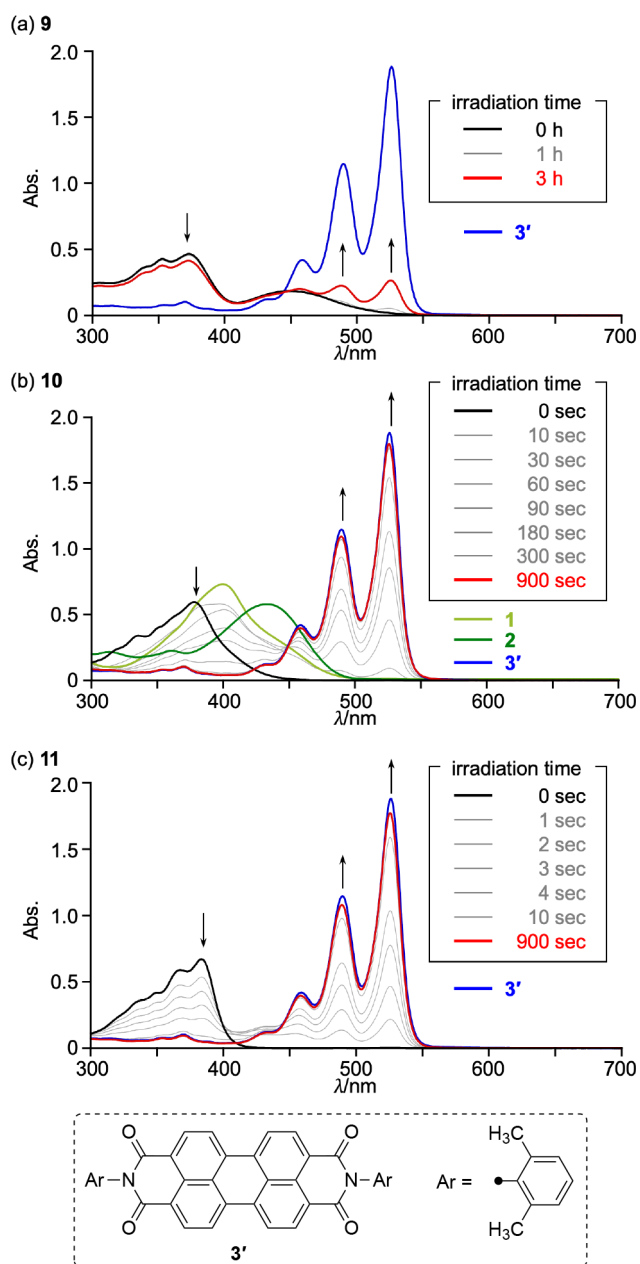 (a) 9
2.0
1.5
1.0
0.5
0
Abs.
300 400 500 600 700
λ/nm
irradiation time
0 h
1 h
3 h
3′
(b) 10
2.0
1.5
1.0
0.5
0
Abs.
300 400 500 600 700
λ/nm
irradiation time
0 sec
10 sec
30 sec
60 sec
90 sec
180 sec
300 sec
900 sec
1
2
3′
(c) 11
2.0
1.5
1.0
0.5
0
Abs.
300 400 500 600 700
λ/nm
irradiation time
0 sec
1 sec
2 sec
3 sec
4 sec
10 sec
900 sec
3′
O O
Ar N N Ar
O O
3′
Ar =
H₃C
CH₃